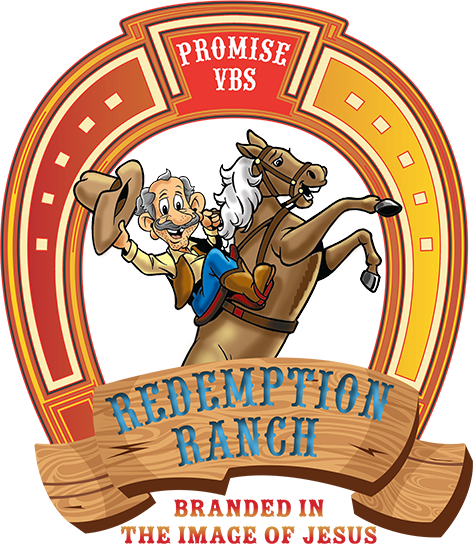 PROMISE
VBS
REDEMPTION
RANCH
BRANDED IN
THE IMAGE OF JESUS